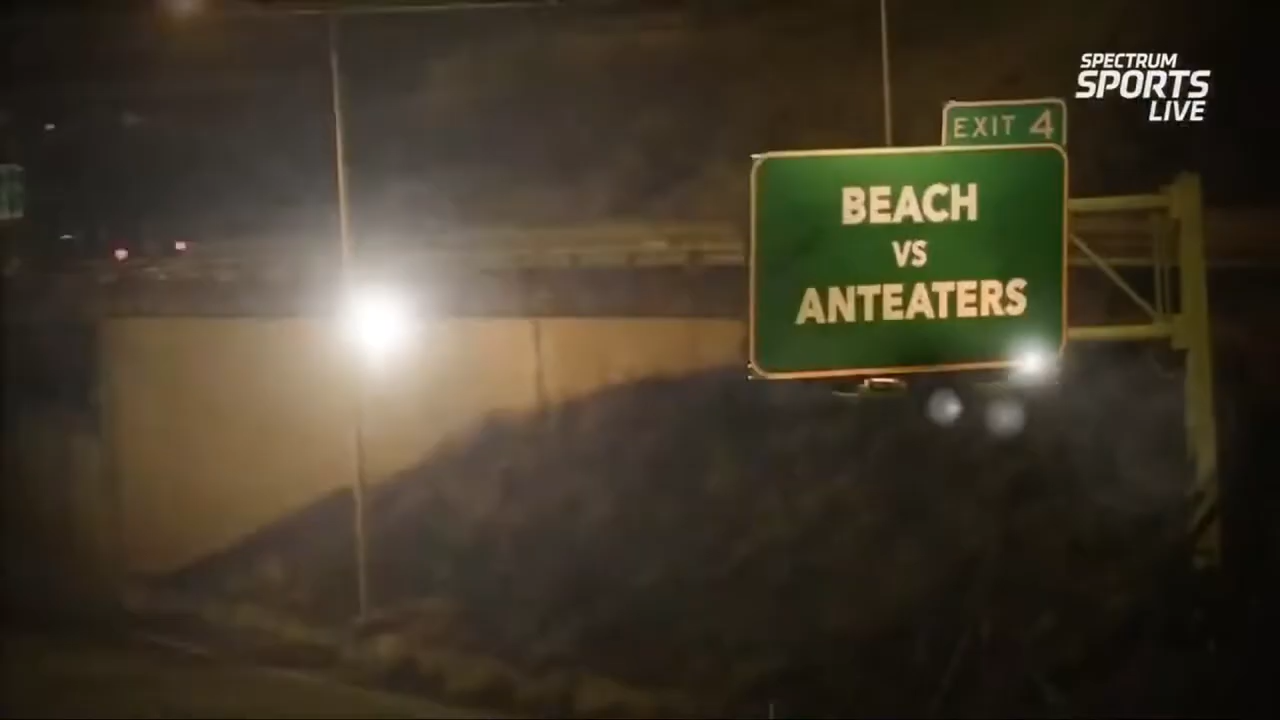 SPECTRUM
SPORTS
LIVE
EXIT 4
BEACH
VS
ANTEATERS